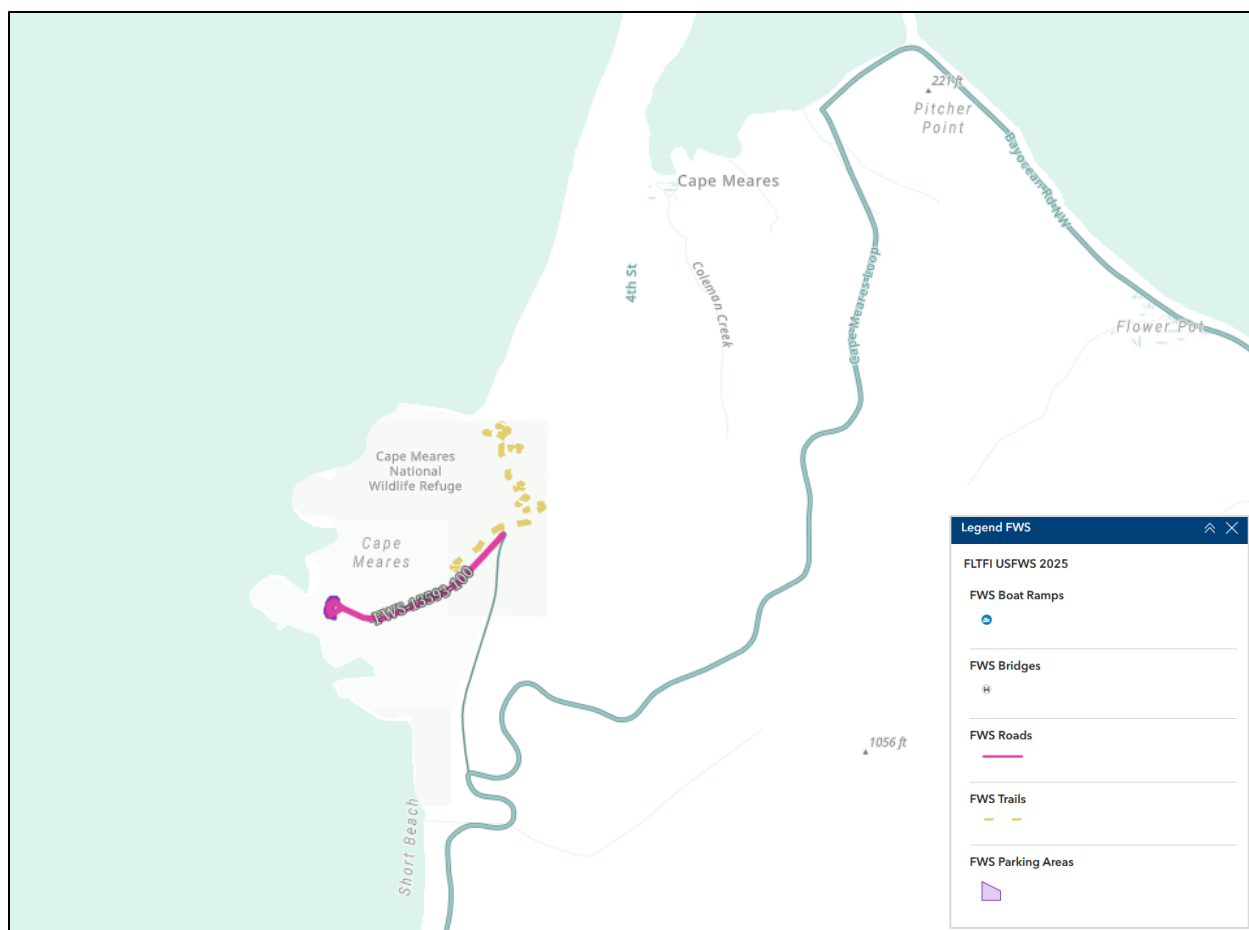 221 ft
Pitcher
Point
Bayocean Rd NW
Cape Meares
4th St
Coleman Creek
Cape Meares Loop
Flower Pot
Cape Meares
National
Wildlife Refuge
Cape
Meares
FWS-13593-100
1056 ft
Short Beach
Legend FWS
FLTFI USFWS 2025
FWS Boat Ramps
FWS Bridges
FWS Roads
FWS Trails
FWS Parking Areas